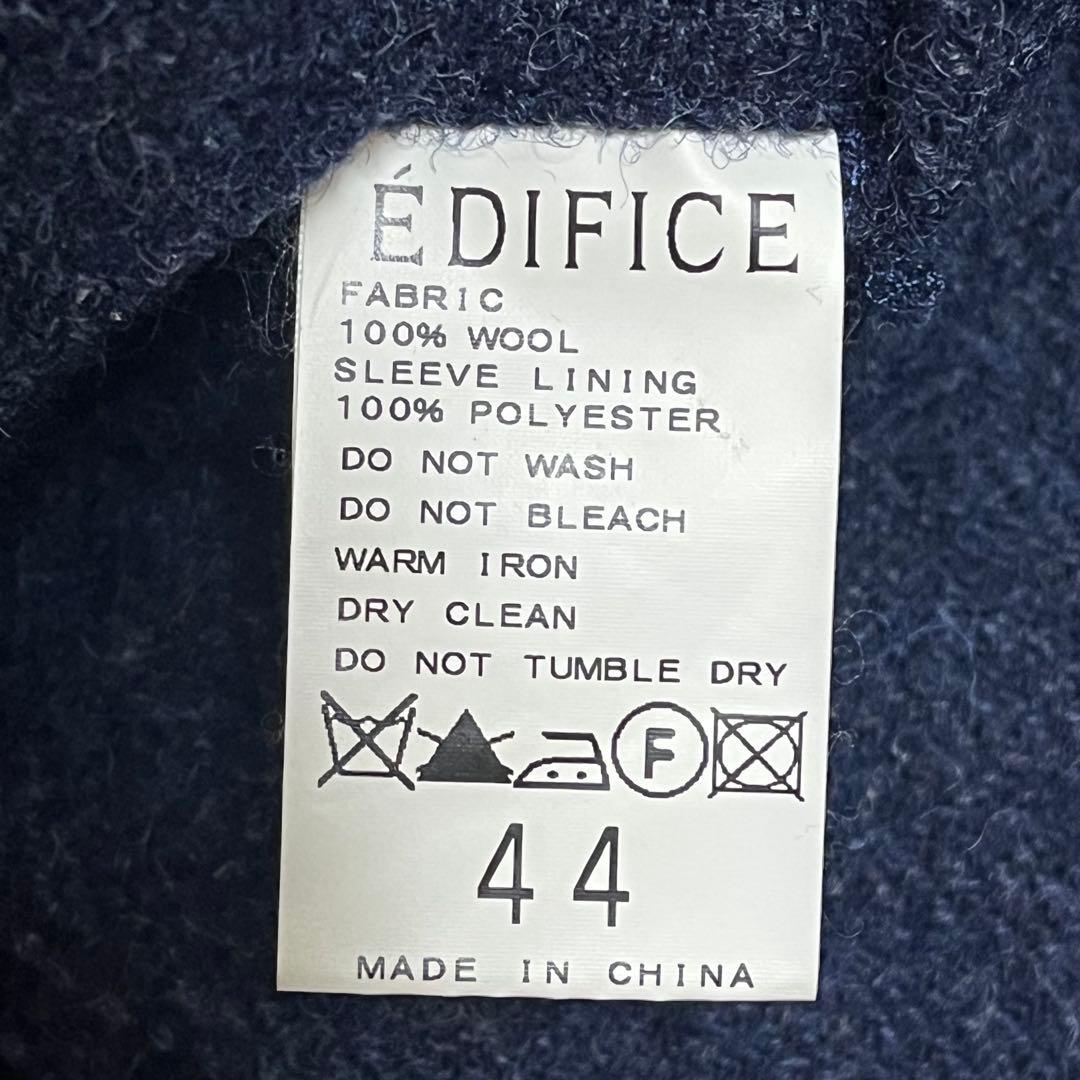 ÉDIFICE
FABRIC
100% WOOL
SLEEVE LINING
100% POLYESTER
DO NOT WASH
DO NOT BLEACH
WARM IRON
DRY CLEAN
DO NOT TUMBLE DRY
F
44
MADE IN CHINA